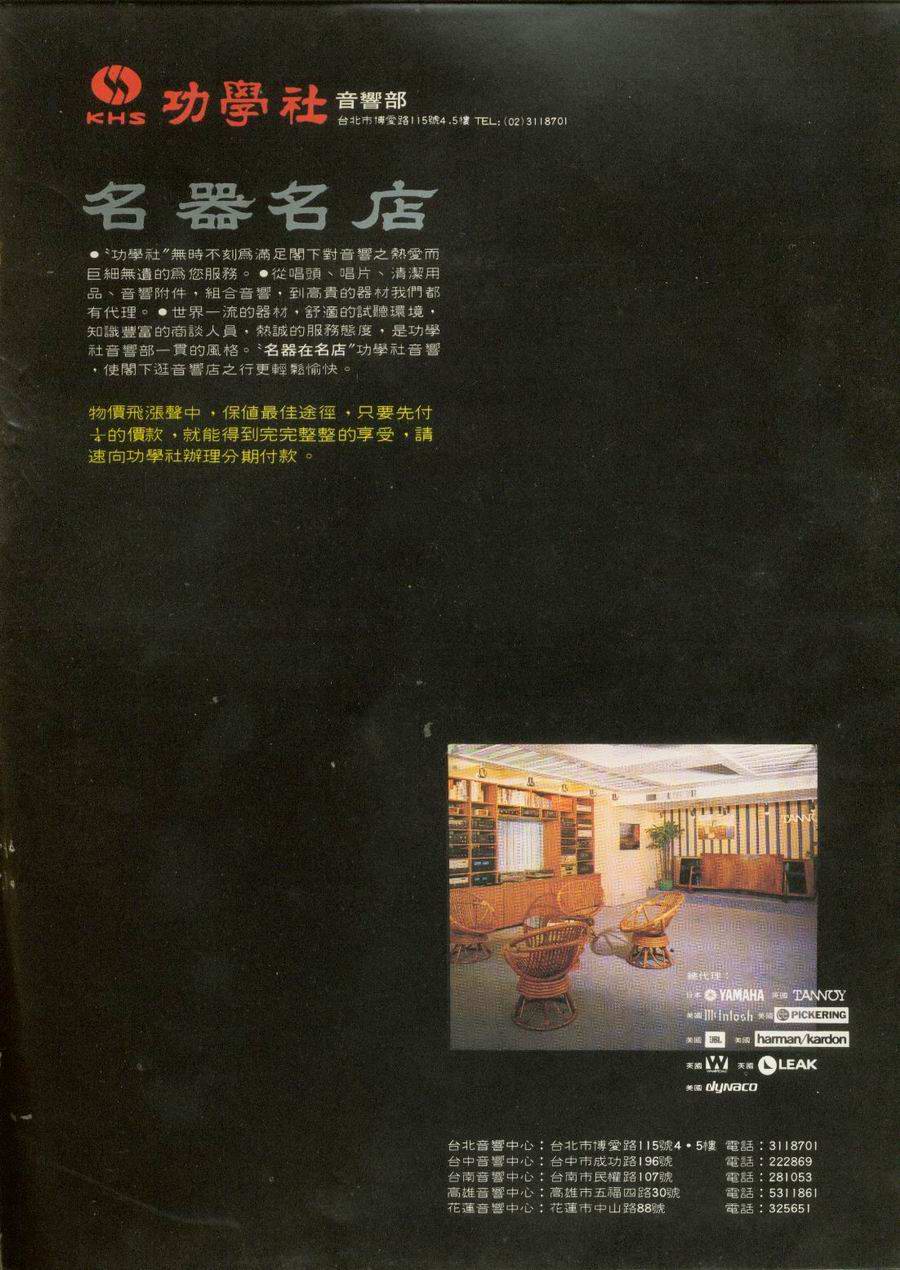 KHS 功學社 音響部
台北市博愛路115號4.5樓 TEL:(02)3118701
名器名店
●〝功學社〞無時不刻爲滿足閣下對音響之熱愛而
巨細無遺的爲您服務。●從唱頭、唱片、清潔用
品、音響附件，組合音響，到高貴的器材我們都
有代理。●世界一流的器材，舒適的試聽環境，
知識豐富的商談人員，熱誠的服務態度，是功學
社音響部一貫的風格。〝名器在名店〞功學社音響
，使閣下逛音響店之行更輕鬆愉快。
物價飛漲聲中，保值最佳途徑，只要先付
¼的價款，就能得到完完整整的享受，請
速向功學社辦理分期付款。
TANNOY
總代理：
日本 YAMAHA 英國 TANNOY
美國 McIntosh 美國 PICKERING
美國 JBL 美國 harman/kardon
英國 W 英國 LEAK
美國 dynaco
台北音響中心：台北市博愛路115號4・5樓 電話：3118701
台中音響中心：台中市成功路196號 電話：222869
台南音響中心：台南市民權路107號 電話：281053
高雄音響中心：高雄市五福四路30號 電話：5311861
花蓮音響中心：花蓮市中山路88號 電話：325651